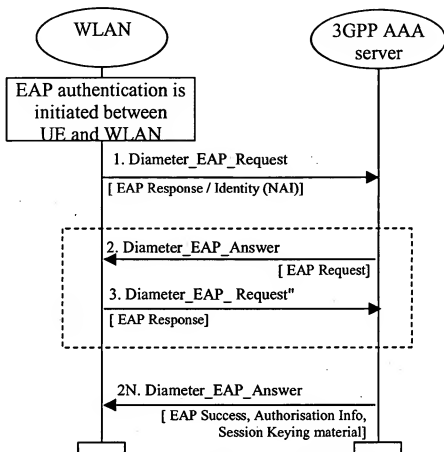 WLAN
3GPP AAA
server
EAP authentication is
initiated between
UE and WLAN
1. Diameter_EAP_Request
[ EAP Response / Identity (NAI)]
2. Diameter_EAP_Answer
[ EAP Request]
3. Diameter_EAP_ Request"
[ EAP Response]
2N. Diameter_EAP_Answer
[ EAP Success, Authorisation Info,
Session Keying material]